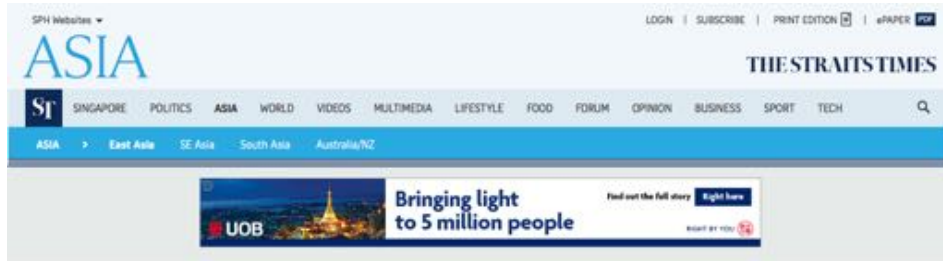 SPH Websites
LOGIN | SUBSCRIBE | PRINT EDITION | ePAPER PDF
ASIA
THE STRAITS TIMES
ST SINGAPORE POLITICS ASIA WORLD VIDEOS MULTIMEDIA LIFESTYLE FOOD FORUM OPINION BUSINESS SPORT TECH
ASIA > East Asia SE Asia South Asia Australia/NZ
UOB
Bringing light
to 5 million people
Find out the full story Right here
RIGHT BY YOU